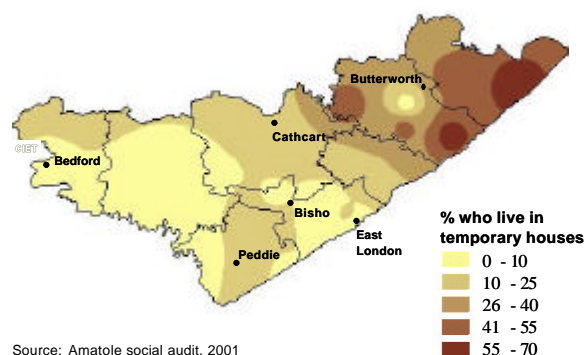 Butterworth
Cathcart
CIET
Bedford
Bisho
East
London
Peddie
% who live in
temporary houses
0 - 10
10 - 25
26 - 40
41 - 55
55 - 70
Source: Amatole social audit, 2001